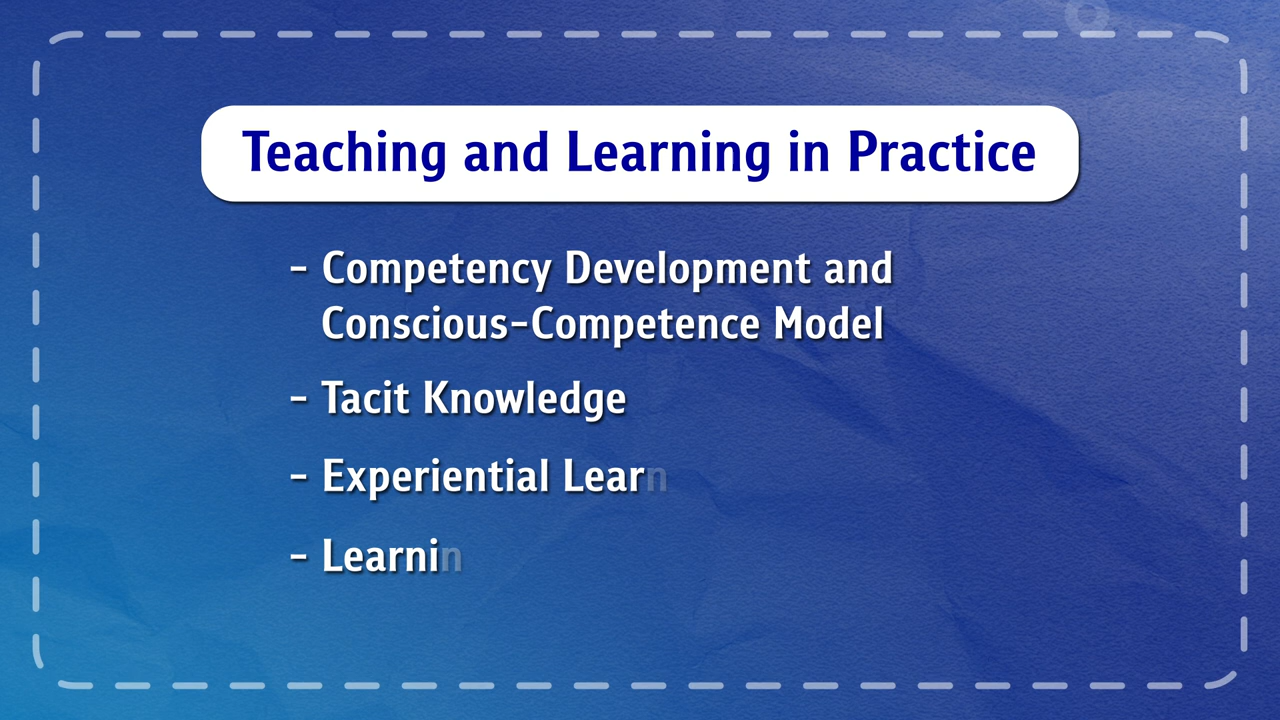 Teaching and Learning in Practice
- Competency Development and
Conscious-Competence Model
- Tacit Knowledge
- Experiential Learn
- Learnin